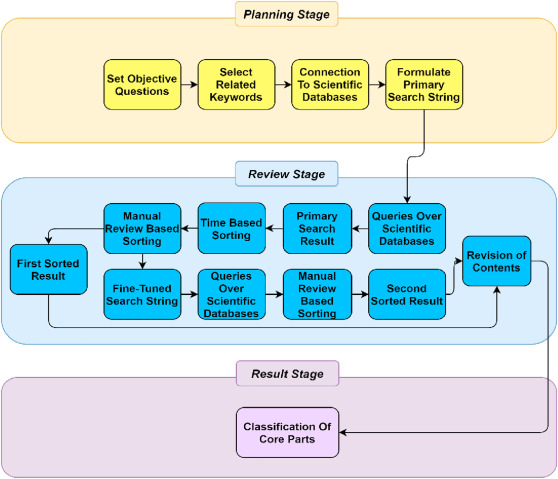 Planning Stage
Set Objective
Questions
Select
Related
Keywords
Connection
To Scientific
Databases
Formulate
Primary
Search String
Review Stage
Manual
Review Based
Sorting
Time Based
Sorting
Primary
Search
Result
Queries Over
Scientific
Databases
First Sorted
Result
Fine-Tuned
Search String
Queries
Over
Scientific
Databases
Manual
Review
Based
Sorting
Second
Sorted Result
Revision of
Contents
Result Stage
Classification Of
Core Parts